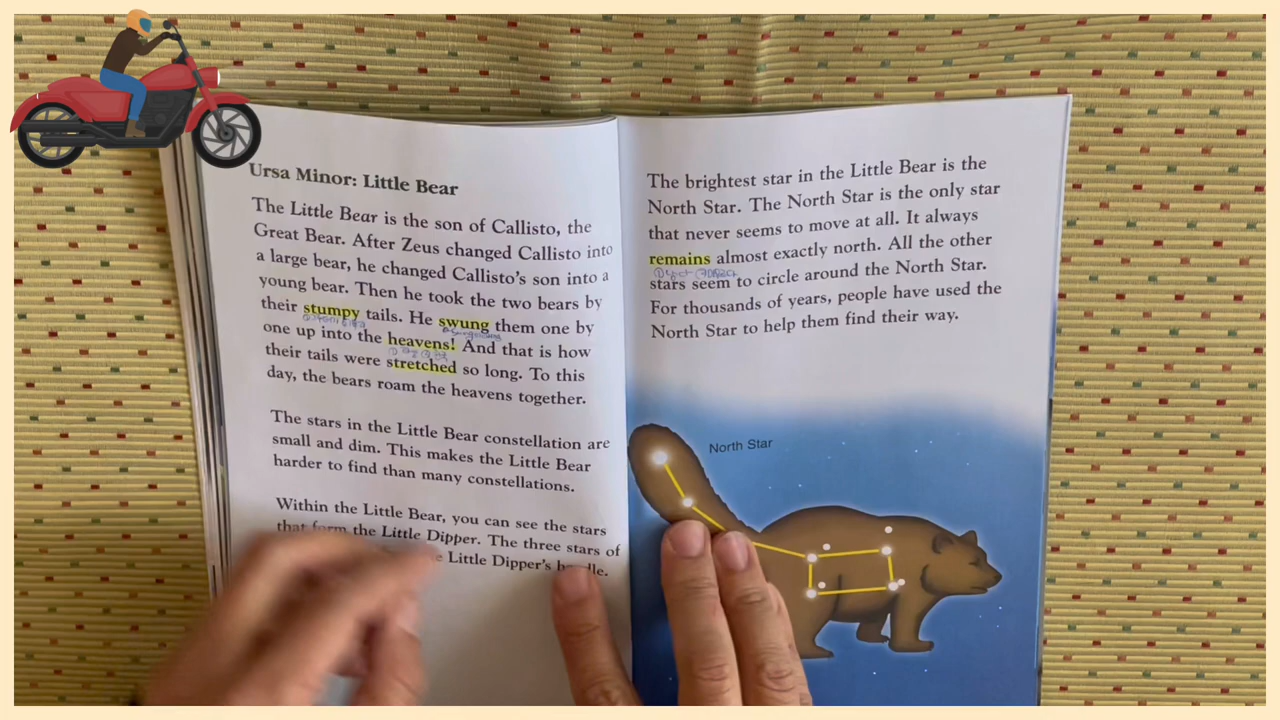 Ursa Minor: Little Bear
The Little Bear is the son of Callisto, the
Great Bear. After Zeus changed Callisto into
a large bear, he changed Callisto's son into a
young bear. Then he took the two bears by
their stumpy tails. He swung them one by
one up into the heavens! And that is how
their tails were stretched so long. To this
day, the bears roam the heavens together.
The stars in the Little Bear constellation are
small and dim. This makes the Little Bear
harder to find than many constellations.
Within the Little Bear, you can see the stars
that form the Little Dipper. The three stars of
Little Dipper's handle.
The brightest star in the Little Bear is the
North Star. The North Star is the only star
that never seems to move at all. It always
remains almost exactly north. All the other
stars seem to circle around the North Star.
For thousands of years, people have used the
North Star to help them find their way.
North Star